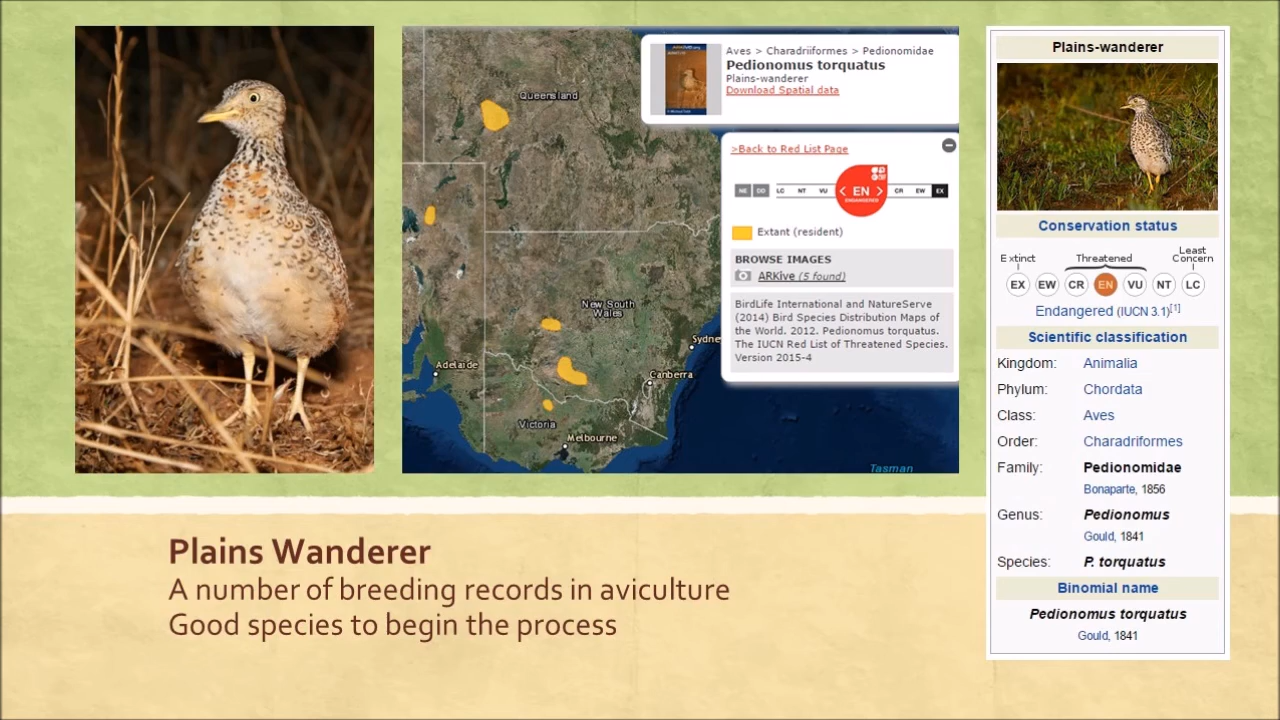 Queensland
New South
Wales
Adelaide
Sydne
Canberra
Victoria
Melbourne
Tasman
Aves > Charadriiformes > Pedionomidae
Pedionomus torquatus
Plains-wanderer
Download Spatial data
>Back to Red List Page
NE DD LC NT VU < EN > CR EW EX
ENDANGERED
Extant (resident)
BROWSE IMAGES
ARKive (5 found)
BirdLife International and NatureServe
(2014) Bird Species Distribution Maps of
the World. 2012. Pedionomus torquatus.
The IUCN Red List of Threatened Species.
Version 2015-4
Plains-wanderer
Conservation status
Extinct Threatened Least
Concern
EX EW CR EN VU NT LC
Endangered (IUCN 3.1)[1]
Scientific classification
Kingdom: Animalia
Phylum: Chordata
Class: Aves
Order: Charadriformes
Family: Pedionomidae
Bonaparte, 1856
Genus: Pedionomus
Gould, 1841
Species: P. torquatus
Binomial name
Pedionomus torquatus
Gould, 1841
Plains Wanderer
A number of breeding records in aviculture
Good species to begin the process